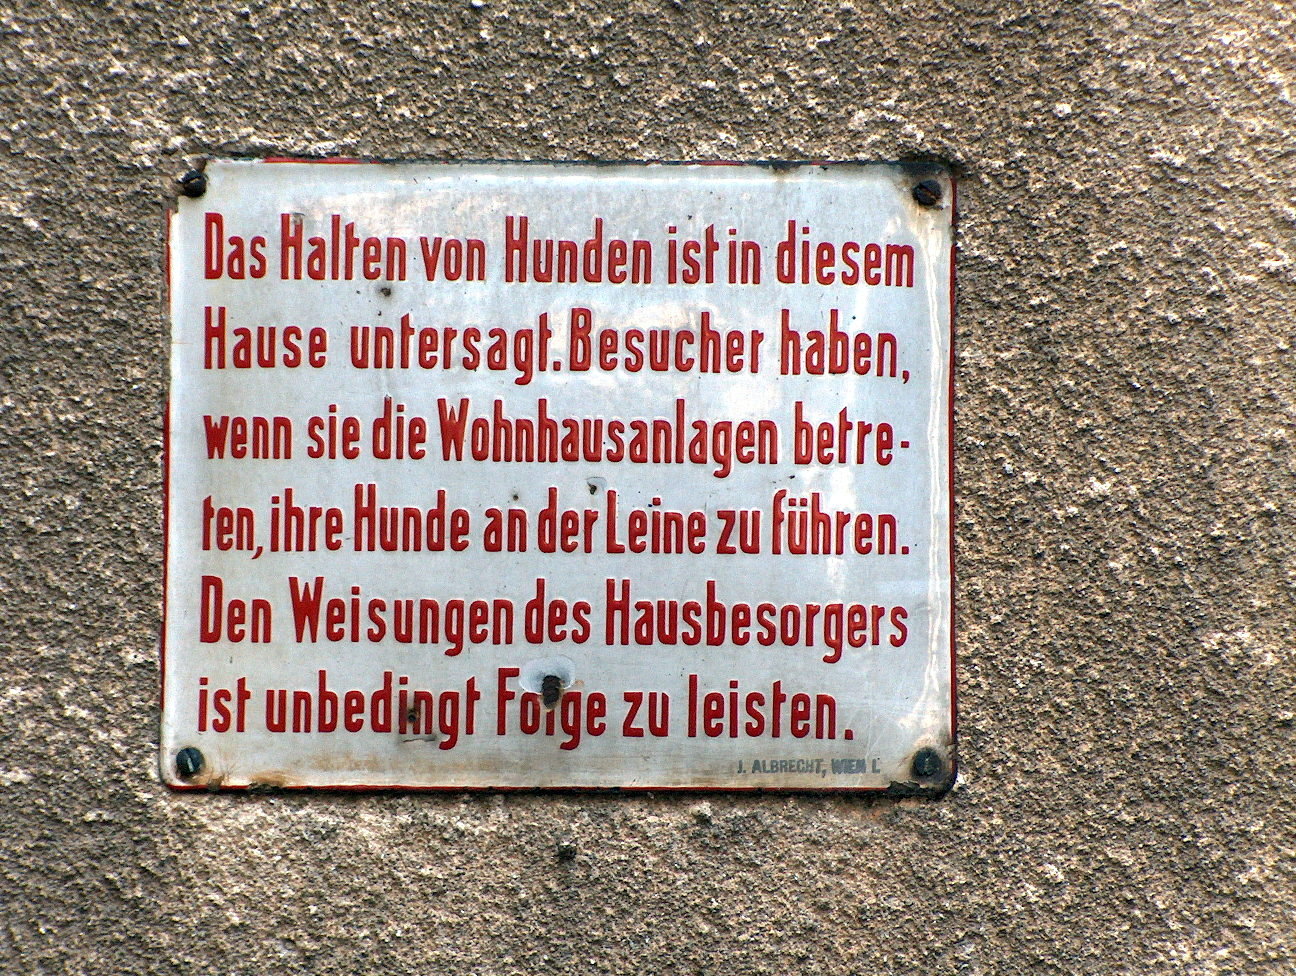 Das Halten von Hunden ist in diesem
Hause untersagt. Besucher haben,
wenn sie die Wohnhausanlagen betre-
ten, ihre Hunde an der Leine zu führen.
Den Weisungen des Hausbesorgers
ist unbedingt Folge zu leisten.
J. ALBRECHT, WIEN I.